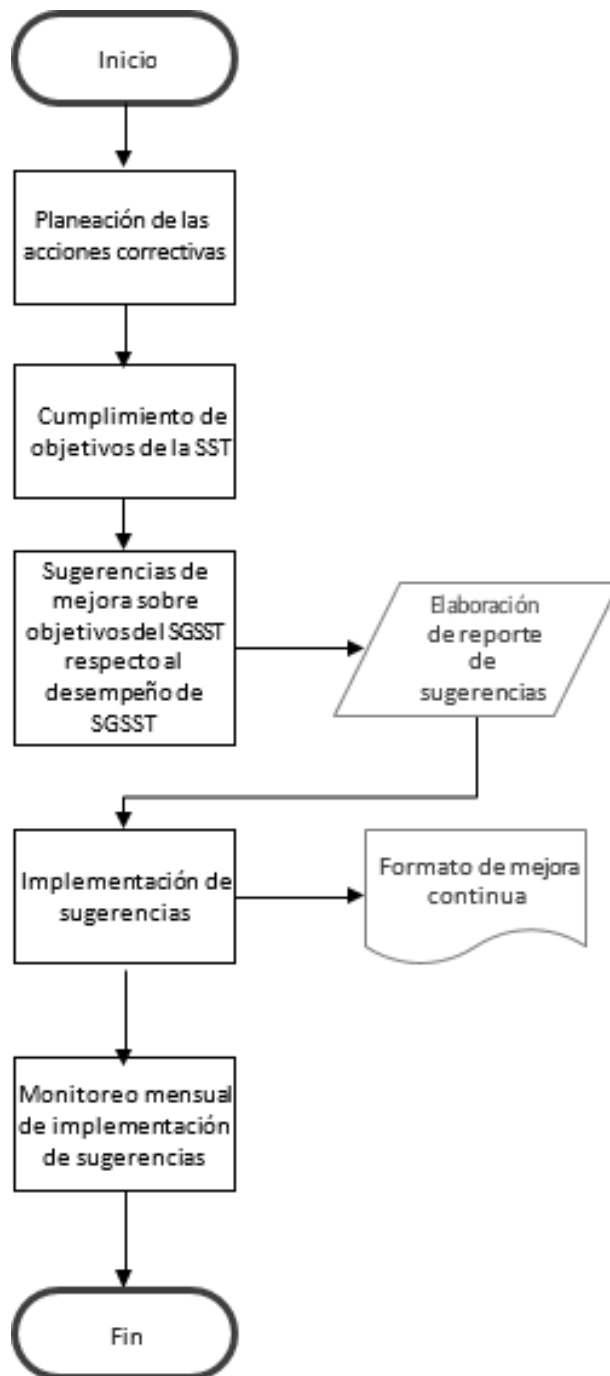 Inicio
Planeación de las
acciones correctivas
Cumplimiento de
objetivos de la SST
Sugerencias de
mejora sobre
objetivos del SGSST
respecto al
desempeño de
SGSST
Elaboración
de reporte
de
sugerencias
Implementación de
sugerencias
Formato de mejora
continua
Monitoreo mensual
de implementación
de sugerencias
Fin